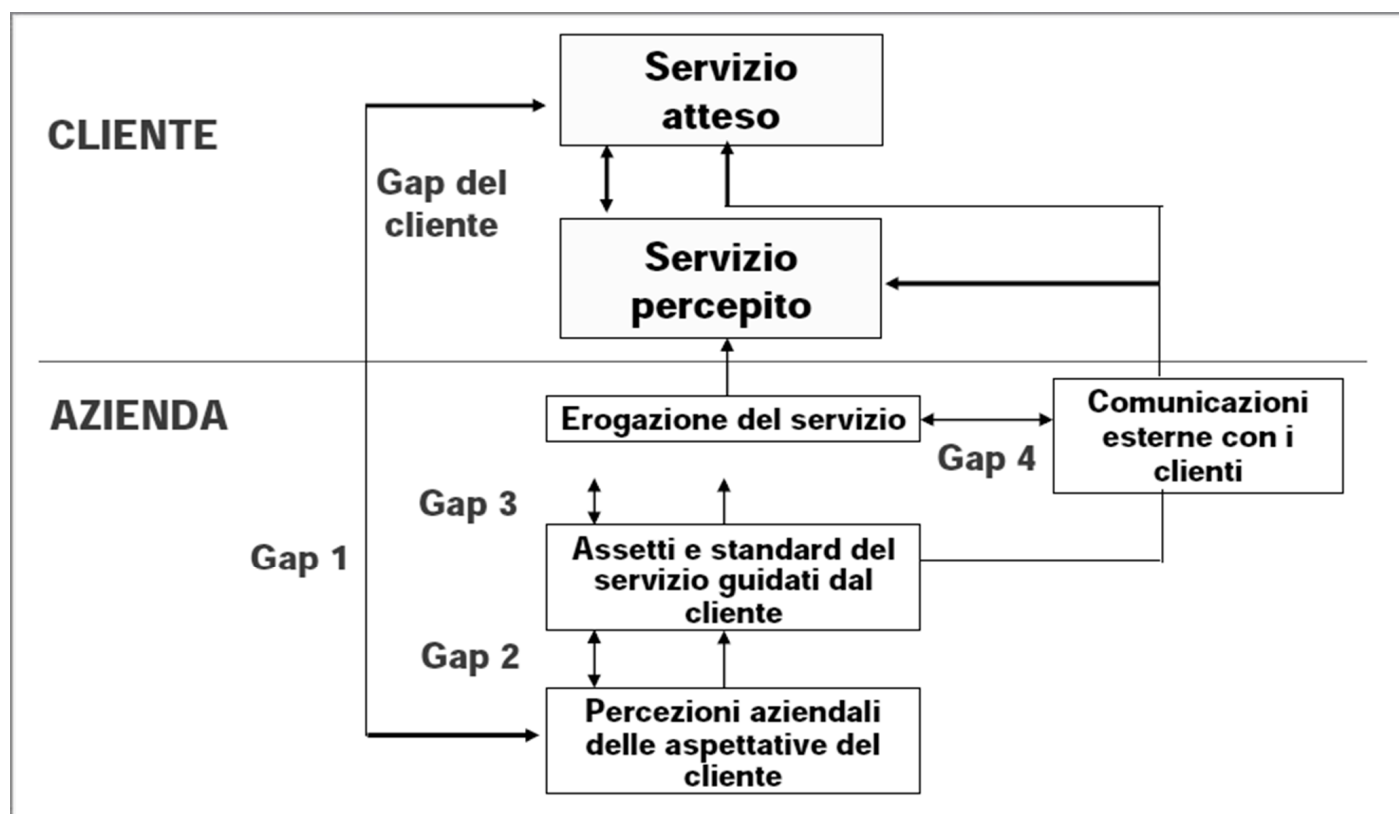 Servizio
atteso
CLIENTE
Gap del
cliente
Servizio
percepito
AZIENDA
Erogazione del servizio
Comunicazioni
esterne con i
clienti
Gap 4
Gap 3
Gap 1
Assetti e standard del
servizio guidati dal
cliente
Gap 2
Percezioni aziendali
delle aspettative del
cliente